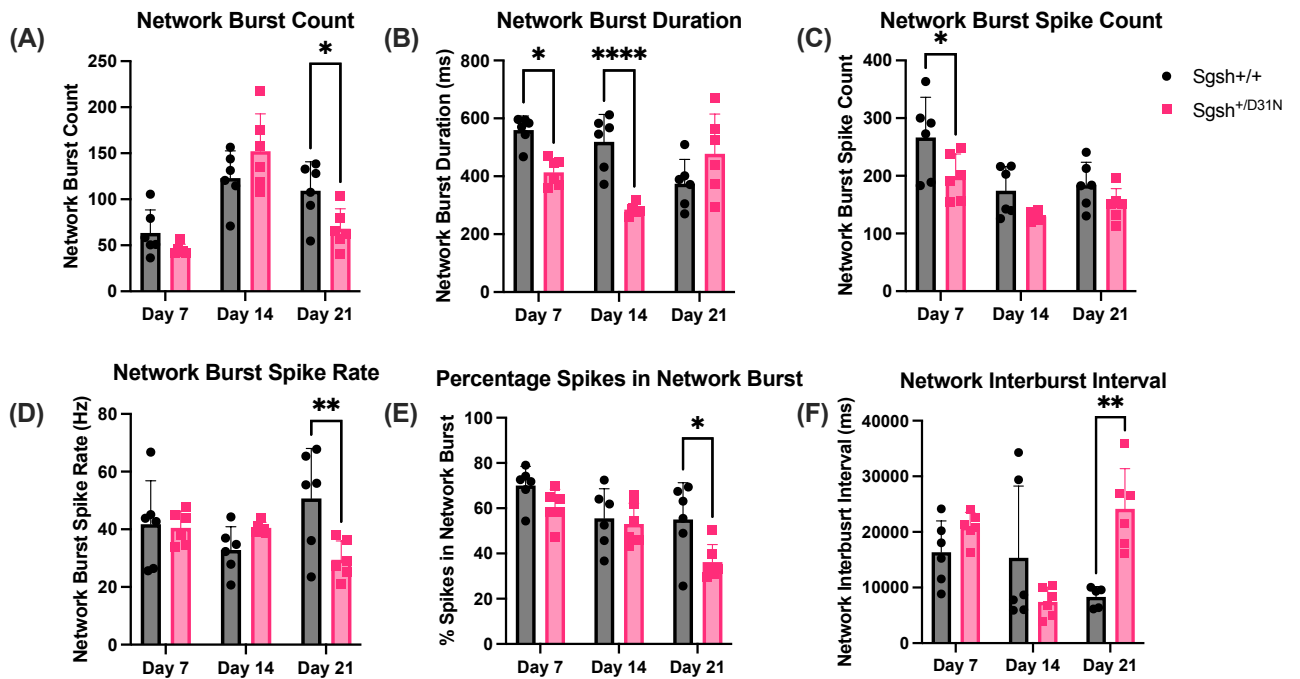 (A)
Network Burst Count
Network Burst Count
250
200
150
100
50
0
*
Day 7
Day 14
Day 21
(B)
Network Burst Duration
Network Burst Duration (ms)
800
600
400
200
0
*
****
Day 7
Day 14
Day 21
(C)
Network Burst Spike Count
Network Burst Spike Count
400
300
200
100
0
*
Day 7
Day 14
Day 21
Sgsh+/+
Sgsh+/D31N
(D)
Network Burst Spike Rate
Network Burst Spike Rate (Hz)
80
60
40
20
0
**
Day 7
Day 14
Day 21
(E)
Percentage Spikes in Network Burst
% Spikes in Network Burst
100
80
60
40
20
0
*
Day 7
Day 14
Day 21
(F)
Network Interburst Interval
Network Interbusrt Interval (ms)
40000
30000
20000
10000
0
**
Day 7
Day 14
Day 21